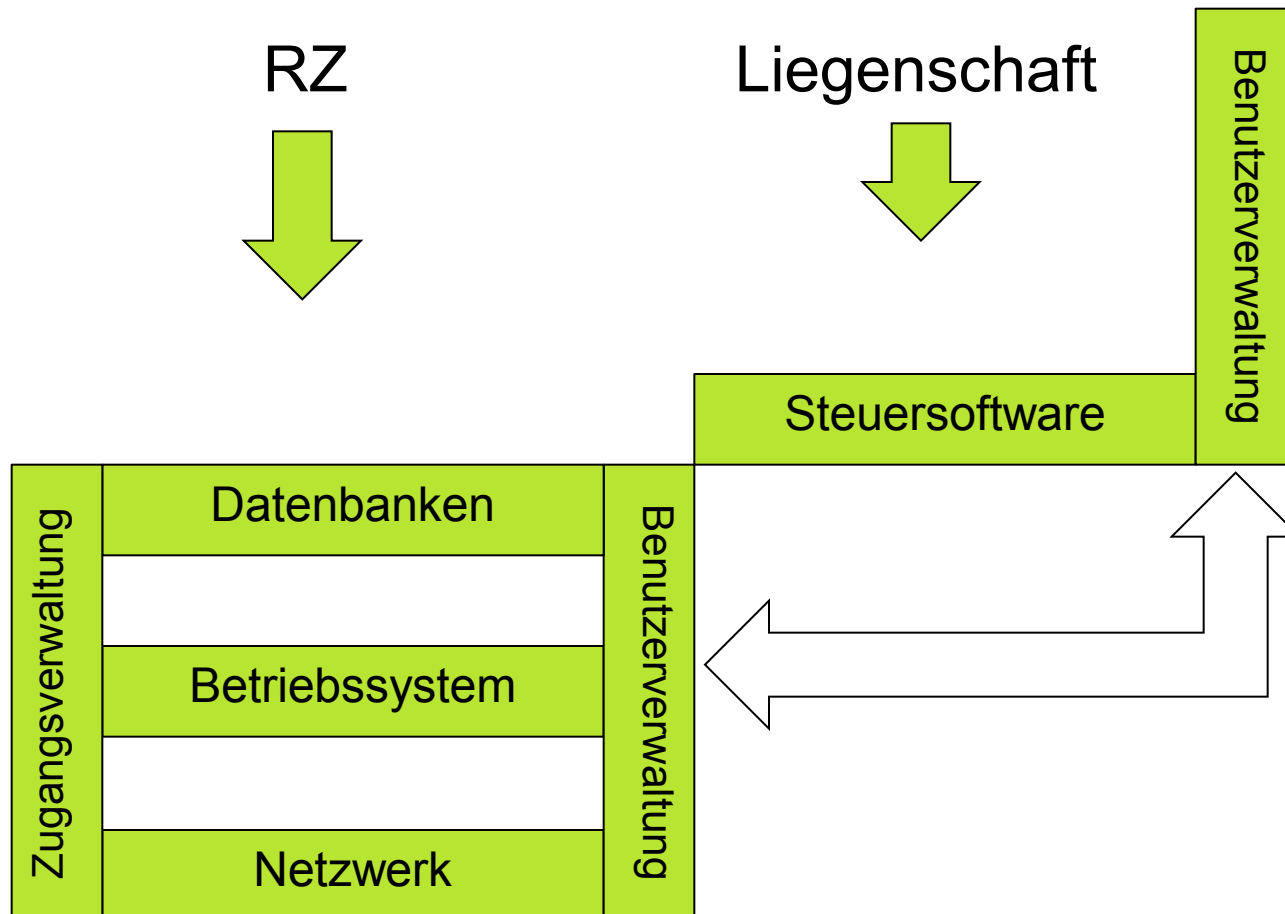 RZ
Liegenschaft
Benutzerverwaltung
Steuersoftware
Zugangsverwaltung
Datenbanken
Benutzerverwaltung
Betriebssystem
Netzwerk